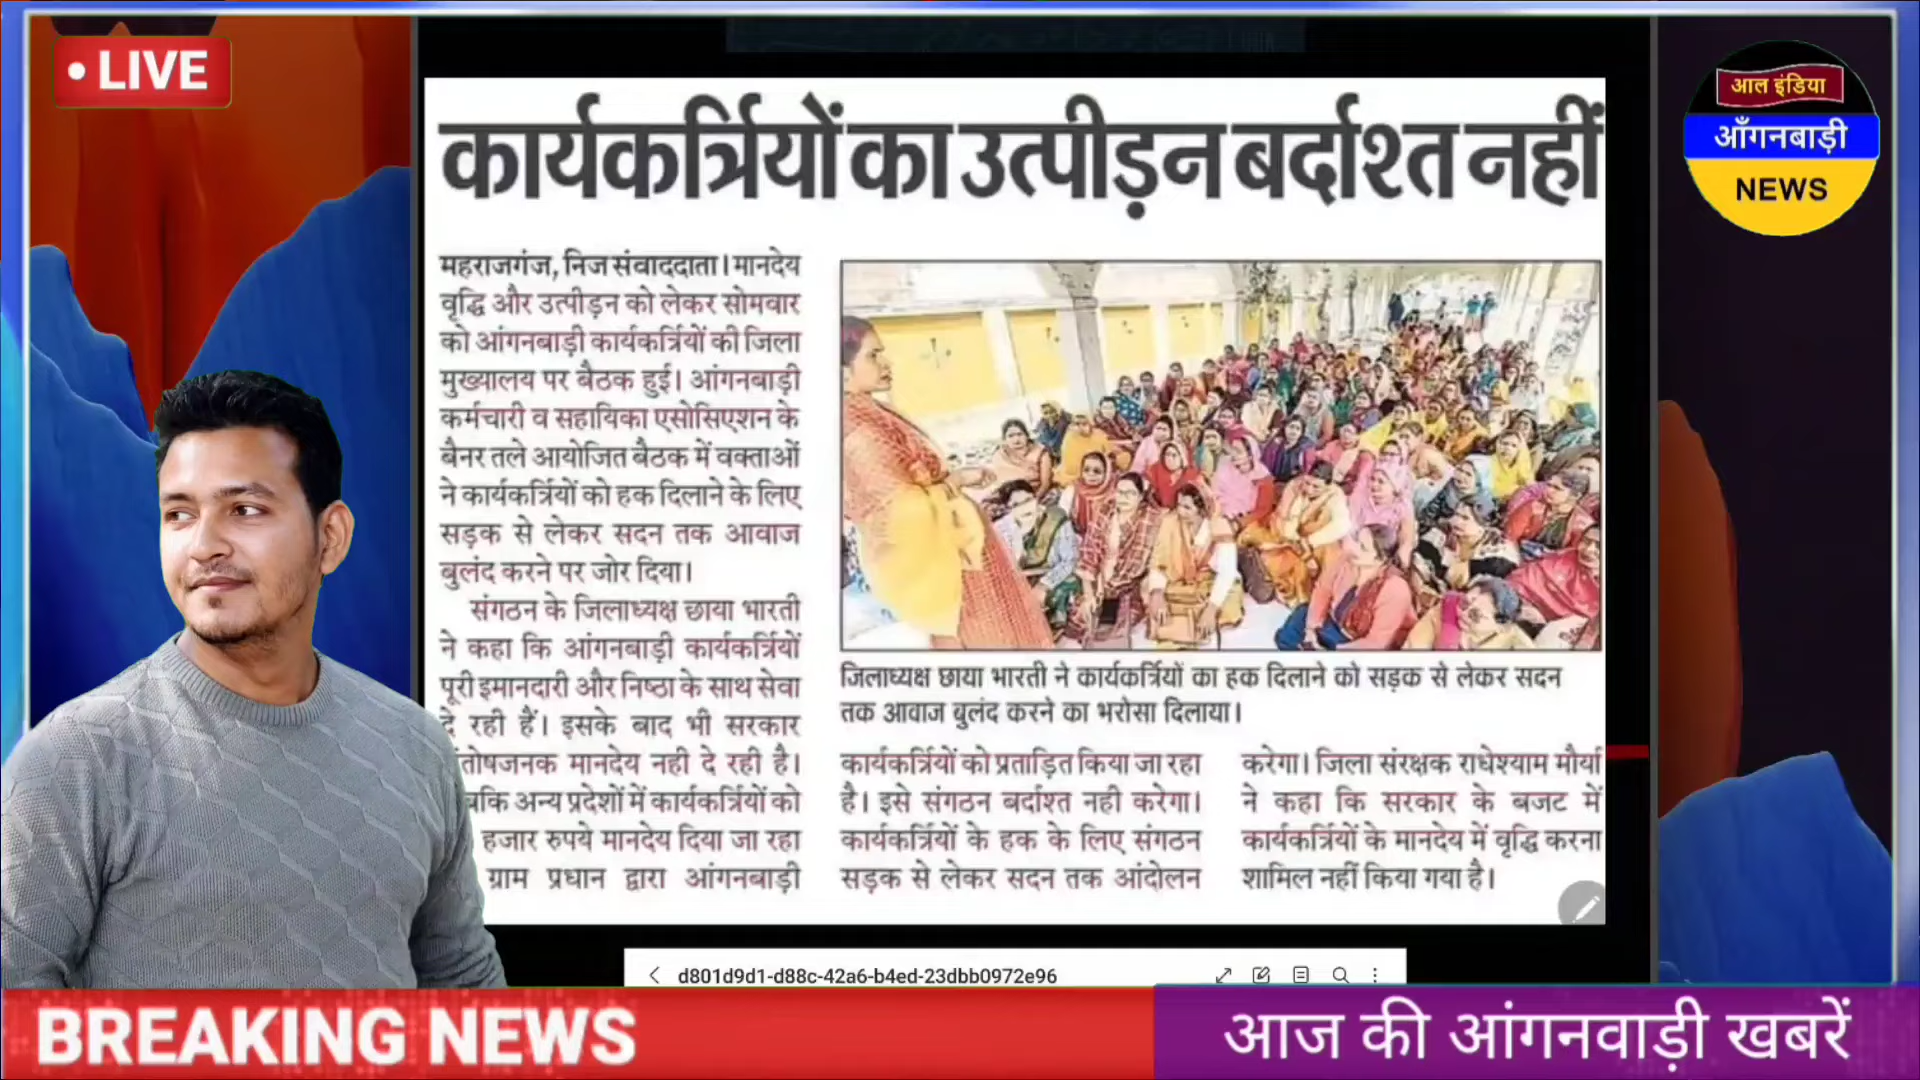 LIVE
आल इंडिया
आँगनबाड़ी
NEWS
कार्यकर्त्रियों का उत्पीड़न बर्दाश्त नहीं
महराजगंज, निज संवाददाता। मानदेय
वृद्धि और उत्पीड़न को लेकर सोमवार
को आंगनबाड़ी कार्यकर्त्रियों की जिला
मुख्यालय पर बैठक हुई। आंगनबाड़ी
कर्मचारी व सहायिका एसोसिएशन के
बैनर तले आयोजित बैठक में वक्ताओं
ने कार्यकर्त्रियों को हक दिलाने के लिए
सड़क से लेकर सदन तक आवाज
बुलंद करने पर जोर दिया।
संगठन के जिलाध्यक्ष छाया भारती
ने कहा कि आंगनबाड़ी कार्यकर्त्रियों
पूरी इमानदारी और निष्ठा के साथ सेवा
दे रही हैं। इसके बाद भी सरकार
मानदेय नही दे रही है।
अन्य प्रदेशों में कार्यकर्त्रियों को
हजार रुपये मानदेय दिया जा रहा
ग्राम प्रधान द्वारा आंगनबाड़ी
जिलाध्यक्ष छाया भारती ने कार्यकर्त्रियों का हक दिलाने को सड़क से लेकर सदन
तक आवाज बुलंद करने का भरोसा दिलाया।
कार्यकर्त्रियों को प्रताड़ित किया जा रहा
है। इसे संगठन बर्दाश्त नही करेगा।
कार्यकर्त्रियों के हक के लिए संगठन
सड़क से लेकर सदन तक आंदोलन
करेगा। जिला संरक्षक राधेश्याम मौर्या
ने कहा कि सरकार के बजट में
कार्यकर्त्रियों के मानदेय में वृद्धि करना
शामिल नहीं किया गया है।
d801d9d1-d88c-42a6-b4ed-23dbb0972e96
BREAKING NEWS
आज की आंगनवाड़ी खबरें